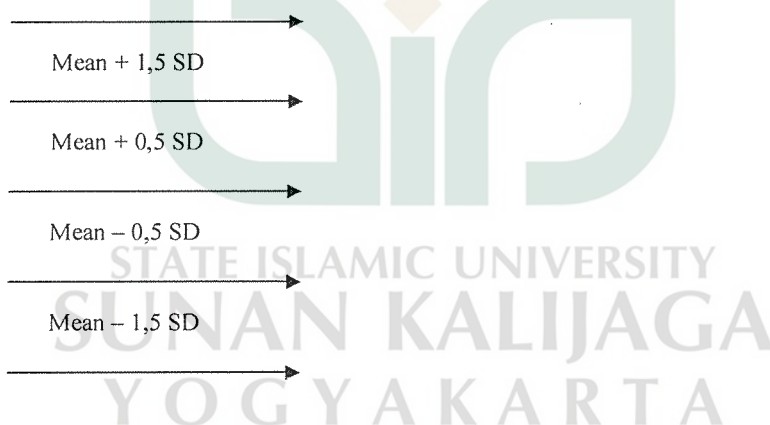 Mean + 1,5 SD
Mean + 0,5 SD
Mean – 0,5 SD
STATE ISLAMIC UNIVERSITY
SUNAN KALIJAGA
Mean – 1,5 SD
YOGYAKARTA